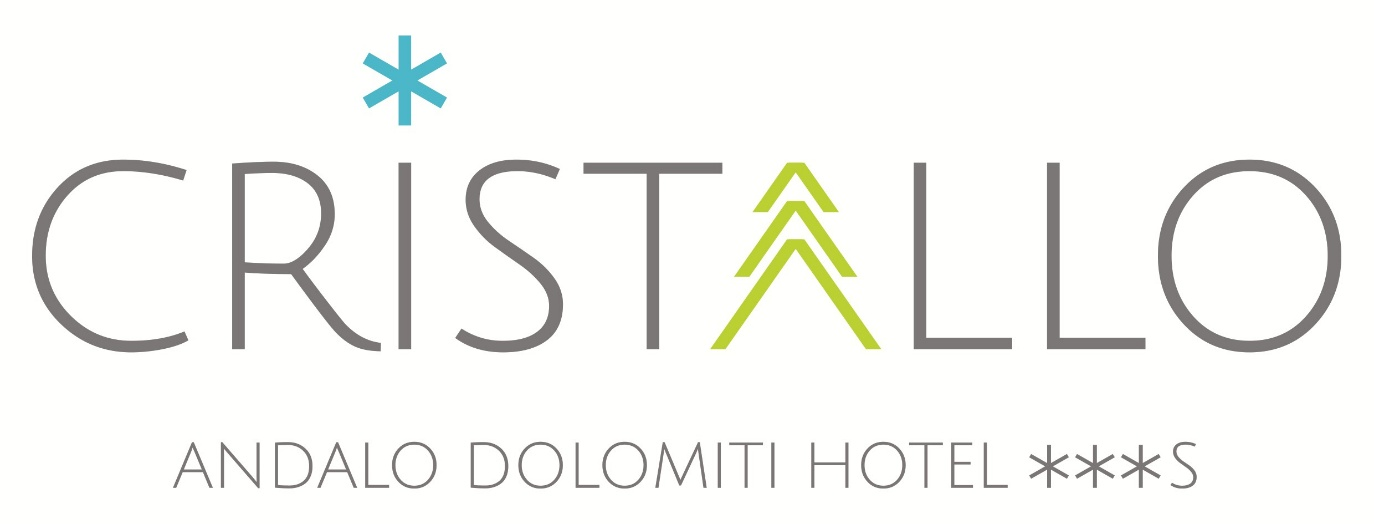 CRISTALLO
ANDALO DOLOMITI HOTEL ***S